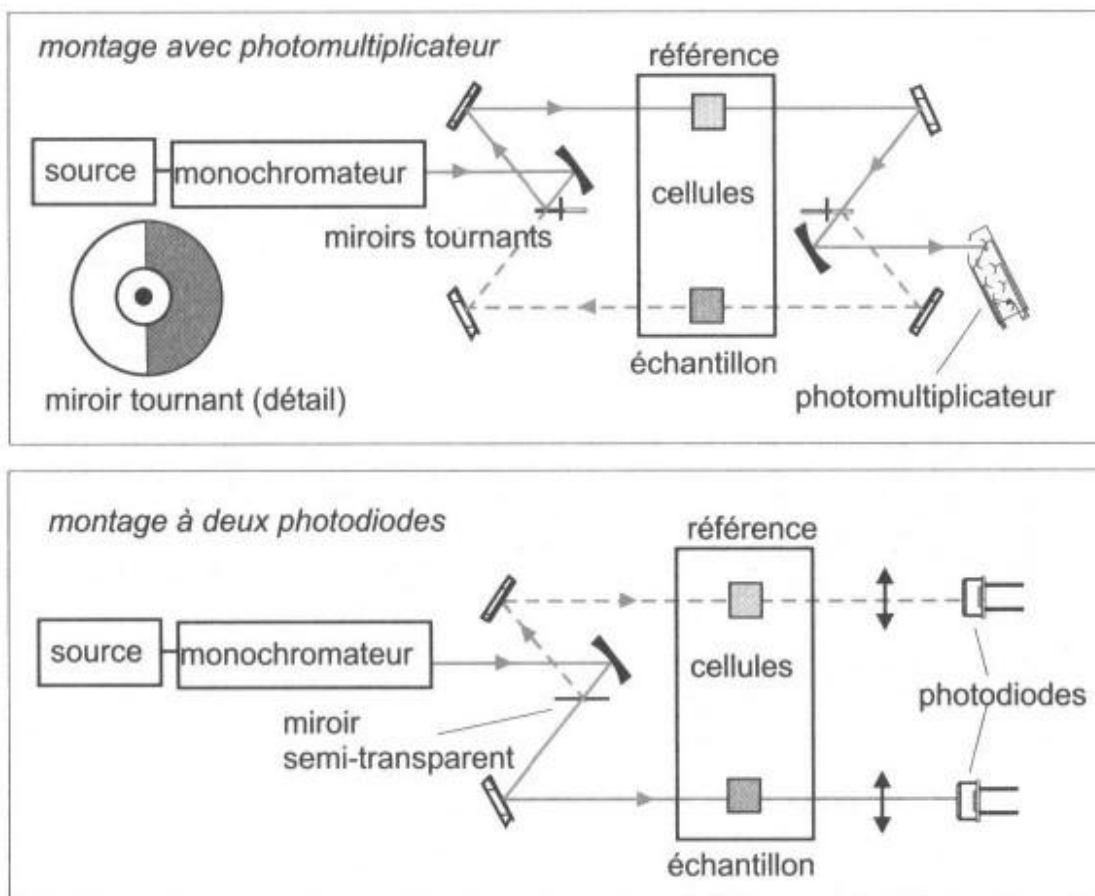 montage avec photomultiplicateur
référence
source
monochromateur
cellules
miroirs tournants
échantillon
miroir tournant (détail)
photomultiplicateur
montage à deux photodiodes
référence
source
monochromateur
cellules
photodiodes
miroir
semi-transparent
échantillon